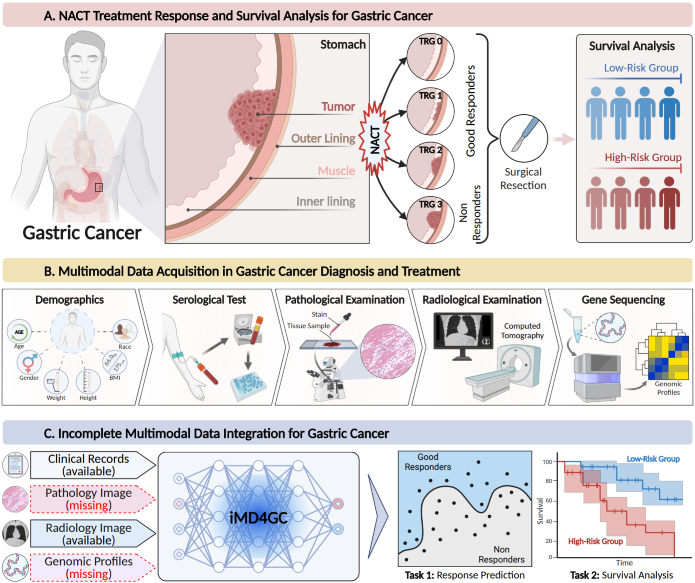 A. NACT Treatment Response and Survival Analysis for Gastric Cancer
Gastric Cancer
Stomach
Tumor
Outer Lining
Muscle
Inner lining
NACT
TRG 0
TRG 1
TRG 2
TRG 3
Good Responders
Non
Responders
Surgical
Resection
Survival Analysis
Low-Risk Group
High-Risk Group
B. Multimodal Data Acquisition in Gastric Cancer Diagnosis and Treatment
Demographics
AGE
Age
Gender
Weight
Height
BMI
Race
Serological Test
Pathological Examination
Stain
Tissue Sample
Radiological Examination
Computed
Tomography
Gene Sequencing
Genomic
Profiles
C. Incomplete Multimodal Data Integration for Gastric Cancer
Clinical Records
(available)
Pathology Image
(missing)
Radiology Image
(available)
Genomic Profiles
(missing)
iMD4GC
Good
Responders
Non
Responders
Task 1: Response Prediction
Survival
100
80
60
40
20
0
Low-Risk Group
High-Risk Group
Time
Task 2: Survival Analysis